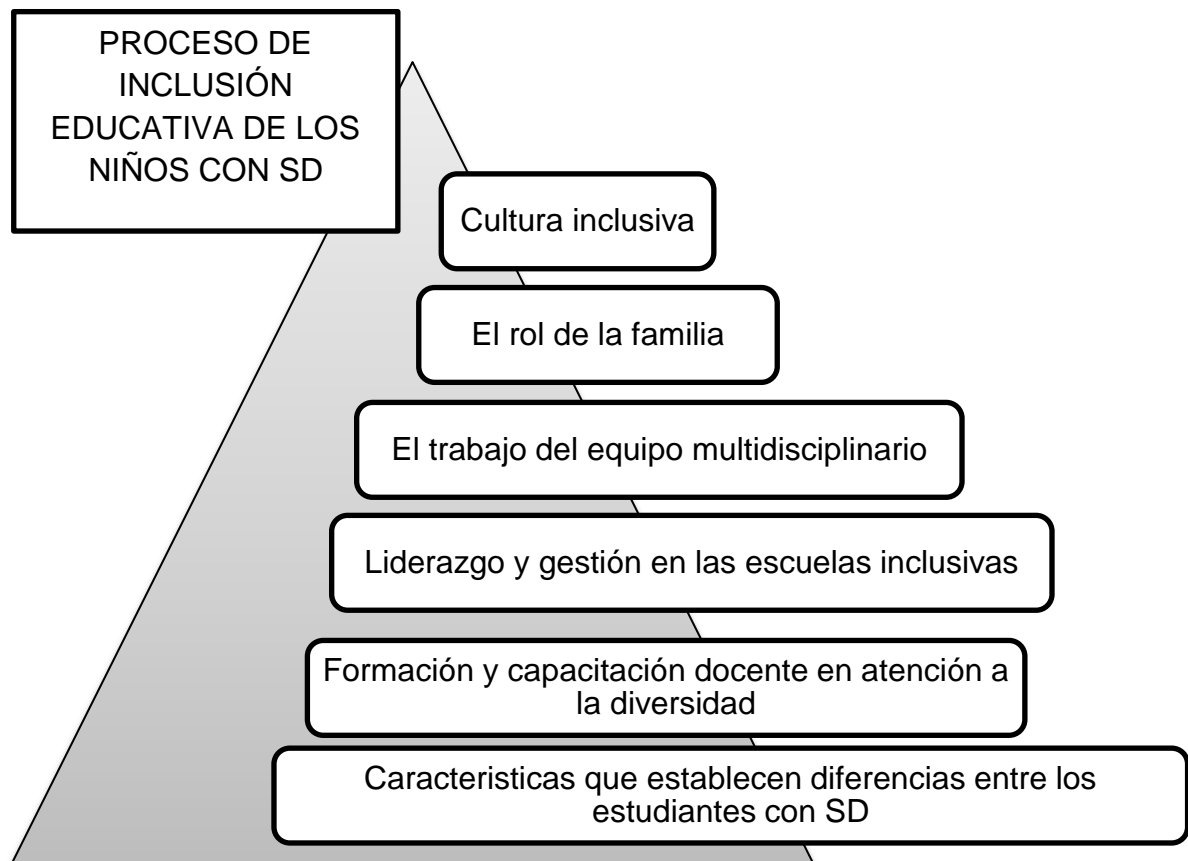 PROCESO DE
INCLUSIÓN
EDUCATIVA DE LOS
NIÑOS CON SD
Cultura inclusiva
El rol de la familia
El trabajo del equipo multidisciplinario
Liderazgo y gestión en las escuelas inclusivas
Formación y capacitación docente en atención a
la diversidad
Caracteristicas que establecen diferencias entre los
estudiantes con SD